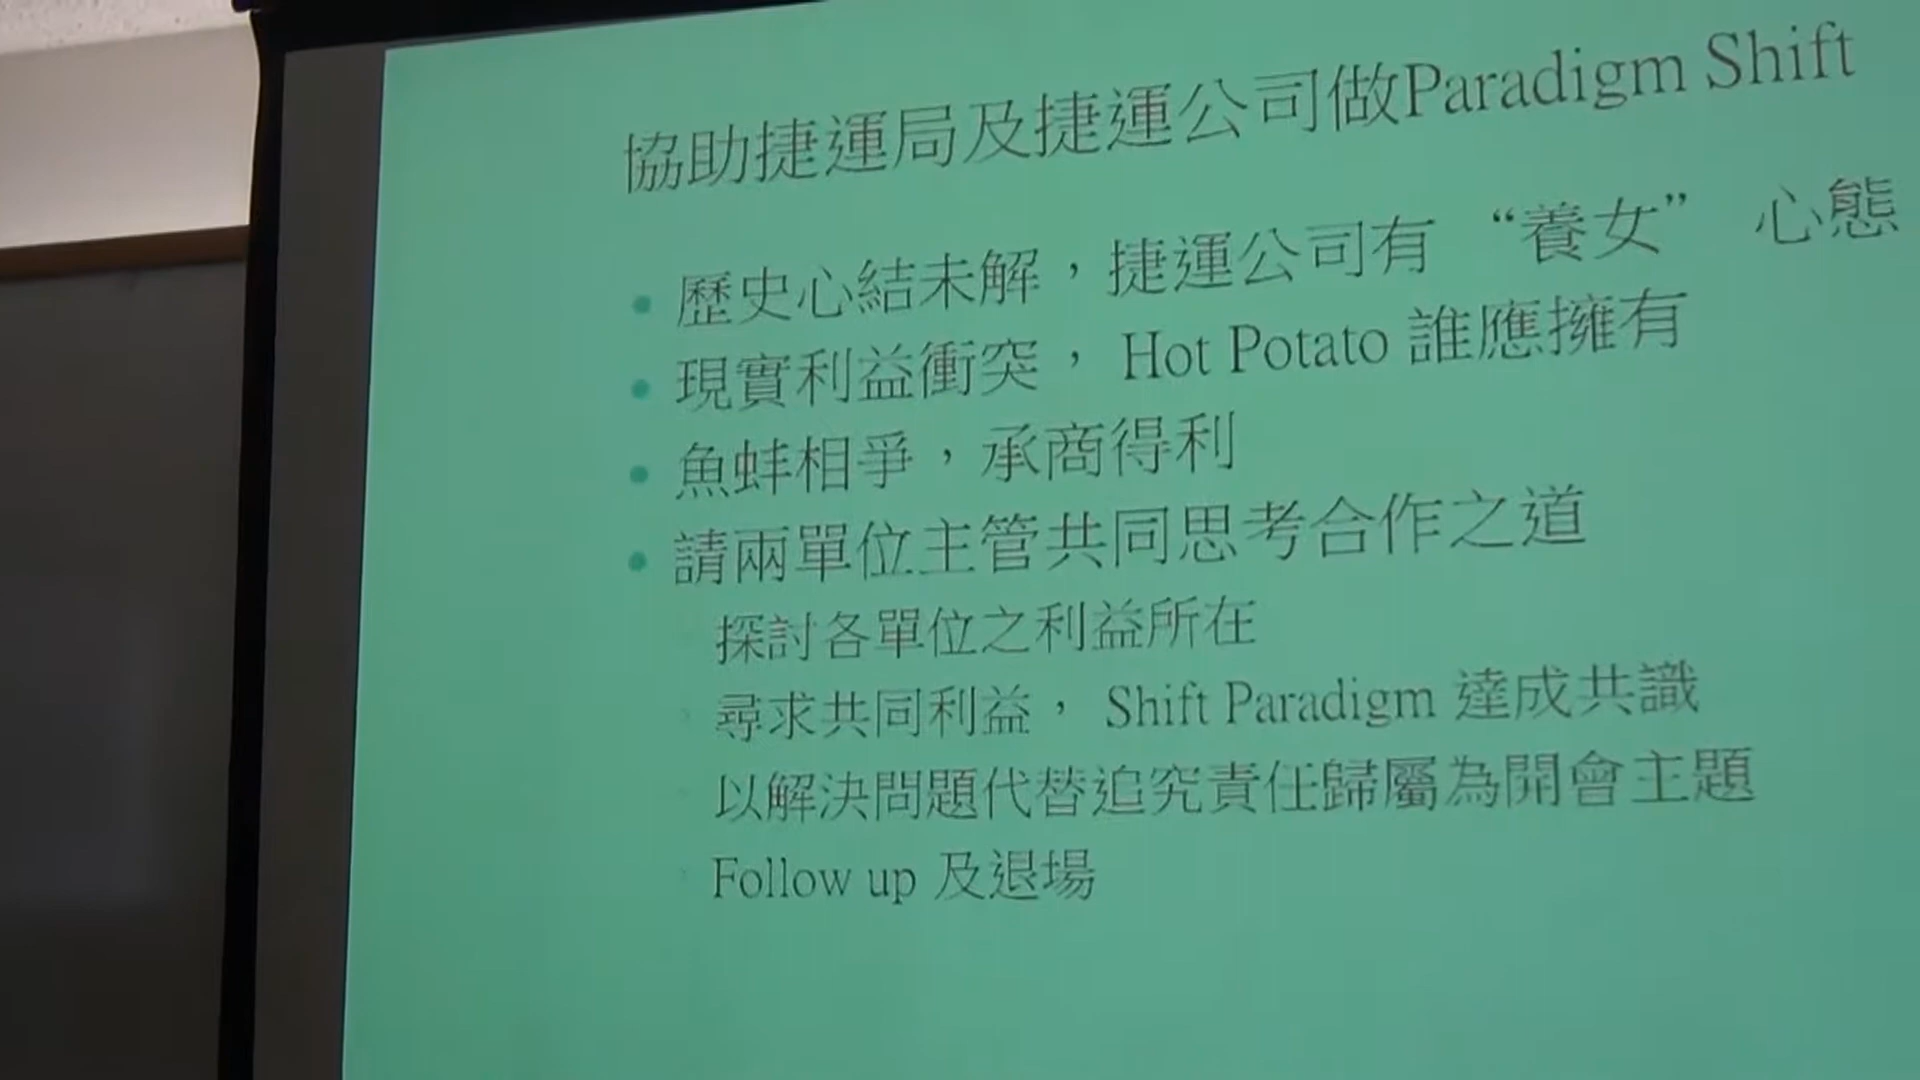 協助捷運局及捷運公司做Paradigm Shift
• 歷史心結未解，捷運公司有 “養女” 心態
• 現實利益衝突， Hot Potato 誰應擁有
• 魚蚌相爭，承商得利
• 請兩單位主管共同思考合作之道
探討各單位之利益所在
尋求共同利益， Shift Paradigm 達成共識
以解決問題代替追究責任歸屬為開會主題
Follow up 及退場